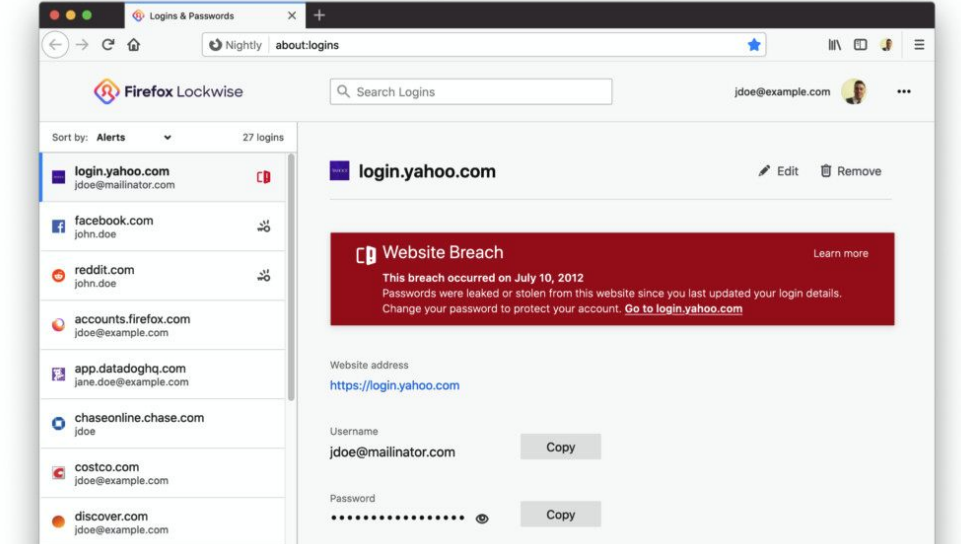 Logins & Passwords
Nightly about:logins
Firefox Lockwise
Search Logins
jdoe@example.com
Sort by: Alerts
27 logins
login.yahoo.com
jdoe@mailinator.com
facebook.com
john.doe
reddit.com
john.doe
accounts.firefox.com
jdoe@example.com
app.datadoghq.com
jane.doe@example.com
chaseonline.chase.com
jdoe
costco.com
jdoe@example.com
discover.com
jdoe@example.com
login.yahoo.com
Edit
Remove
Website Breach
Learn more
This breach occurred on July 10, 2012
Passwords were leaked or stolen from this website since you last updated your login details.
Change your password to protect your account. Go to login.yahoo.com
Website address
https://login.yahoo.com
Username
jdoe@mailinator.com
Copy
Password
•••••••••••••••••
Copy